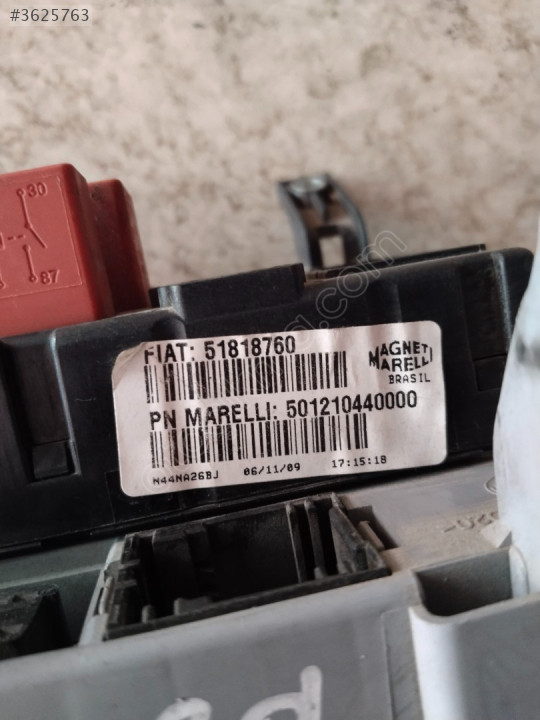 #3625763
30
87
FIAT: 51818760
MAGNETI
MARELLI
BRASIL
PN MARELLI: 501210440000
N44NA26BJ 06/11/09 17:15:18